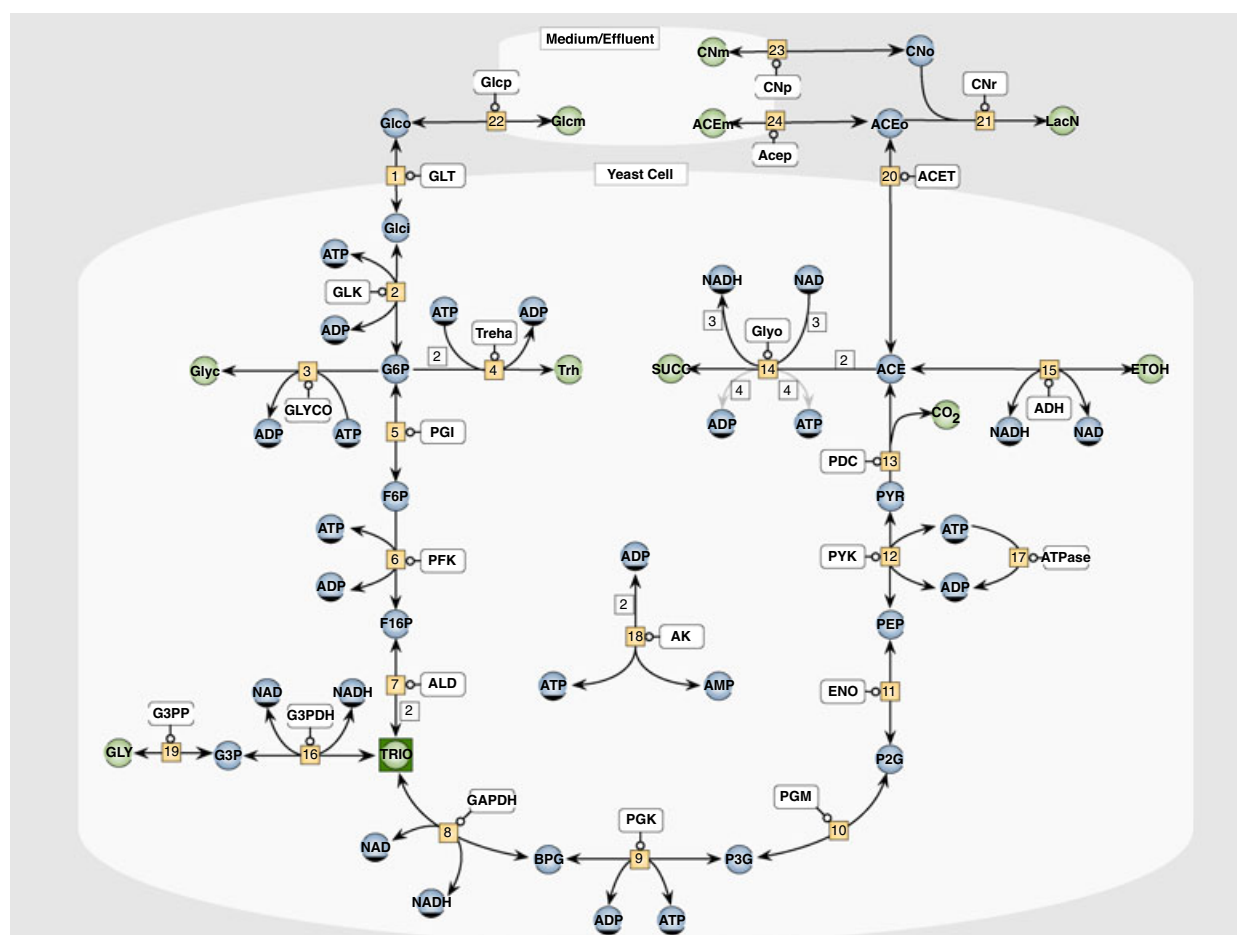 Medium/Effluent
CNm
23
CNo
CNp
Glcp
CNr
Glco
22
Glcm
ACEm
24
ACEo
21
LacN
Acep
1
GLT
Yeast Cell
20
ACET
Glci
ATP
GLK
2
ADP
ATP
ADP
Treha
2
NADH
NAD
3
3
Glyo
2
Glyc
3
G6P
4
Trh
SUCC
14
ACE
15
ETOH
GLYCO
4
4
ADH
ADP
ATP
ADP
ATP
CO2
NADH
NAD
5
PGI
PDC
13
F6P
PYR
ATP
ATP
6
PFK
ADP
PYK
12
17
ATPase
ADP
ADP
2
F16P
PEP
18
AK
7
ALD
ATP
AMP
ENO
11
NAD
NADH
2
G3PP
G3PDH
GLY
19
G3P
16
TRIO
P2G
GAPDH
PGM
8
PGK
10
NAD
BPG
9
P3G
NADH
ADP
ATP